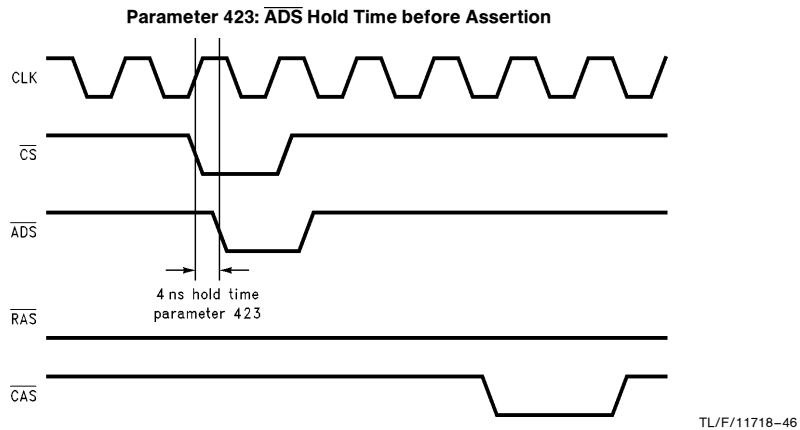 Parameter 423: ADS Hold Time before Assertion
CLK
CS
ADS
4 ns hold time
parameter 423
RAS
CAS
TL/F/11718–46